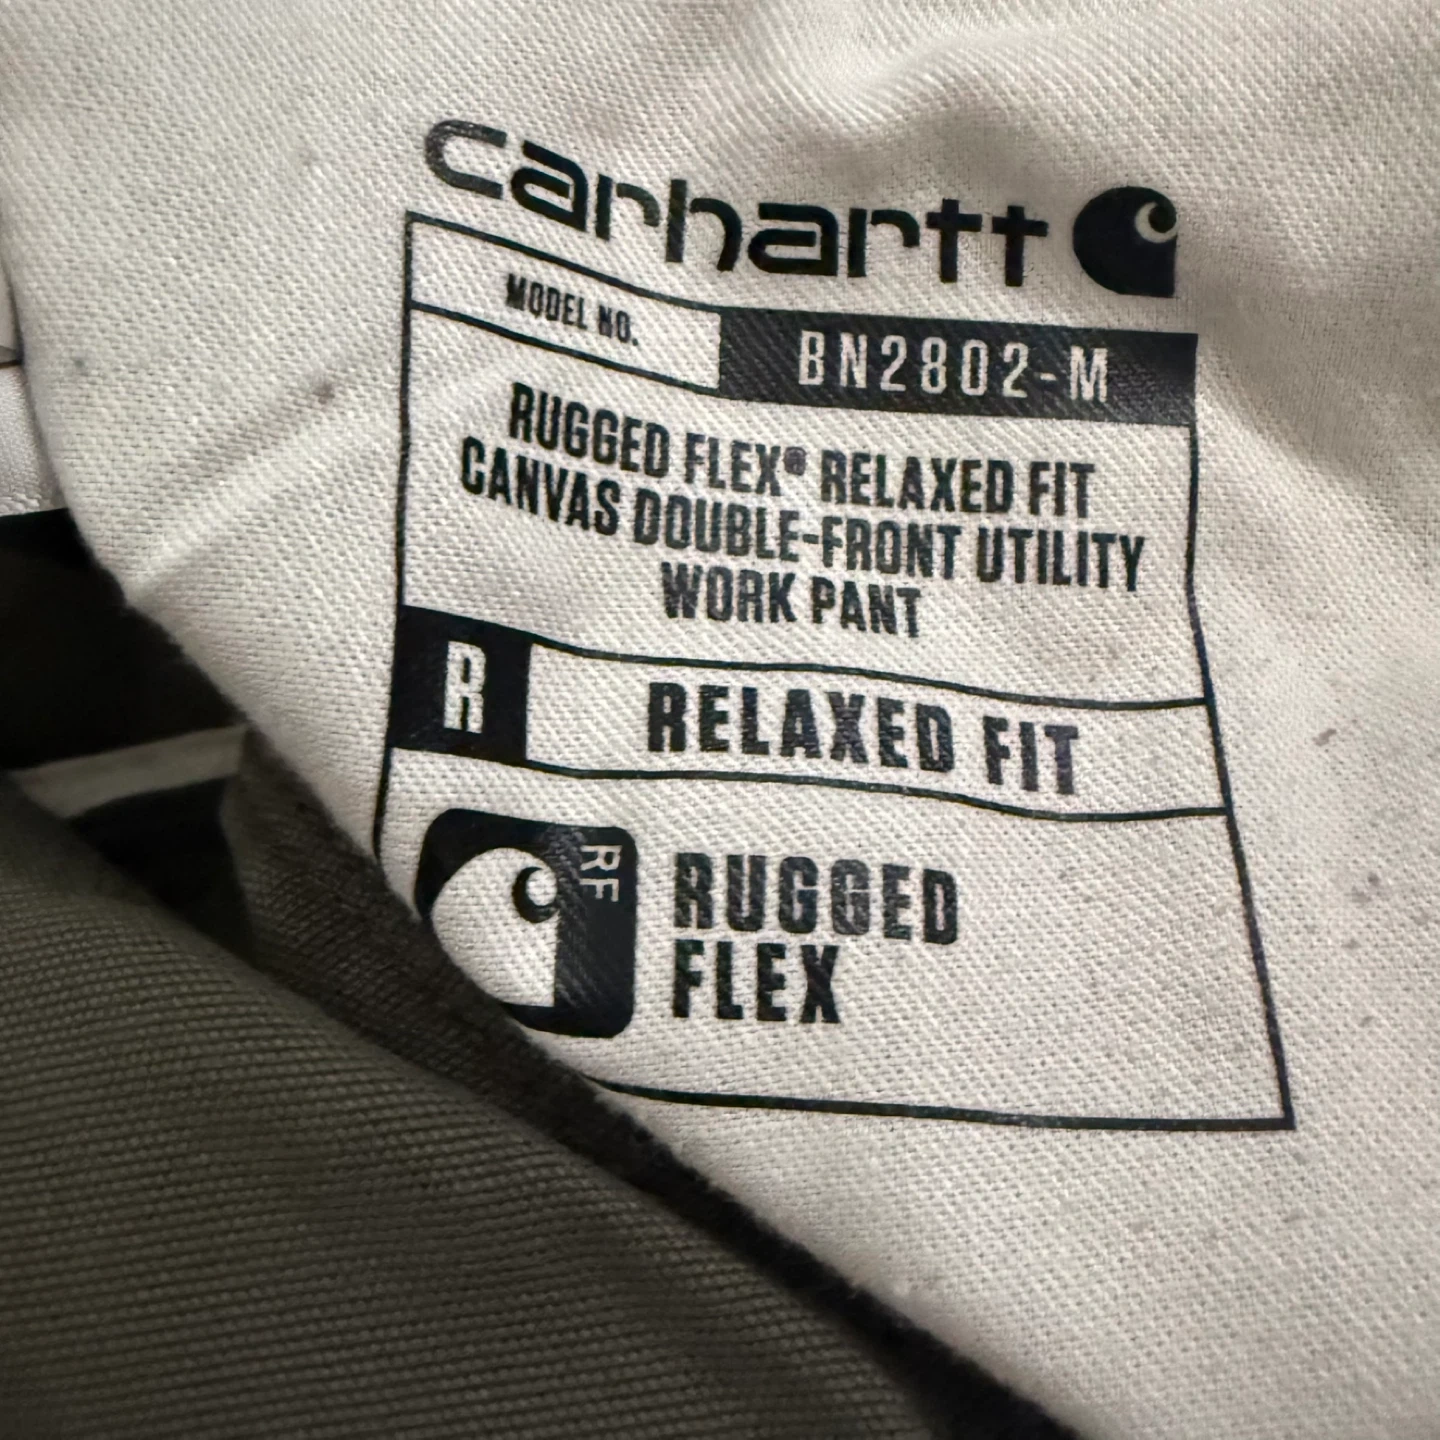 carhartt
MODEL NO. BN2802-M
RUGGED FLEX® RELAXED FIT
CANVAS DOUBLE-FRONT UTILITY
WORK PANT
R RELAXED FIT
RF
RUGGED
FLEX